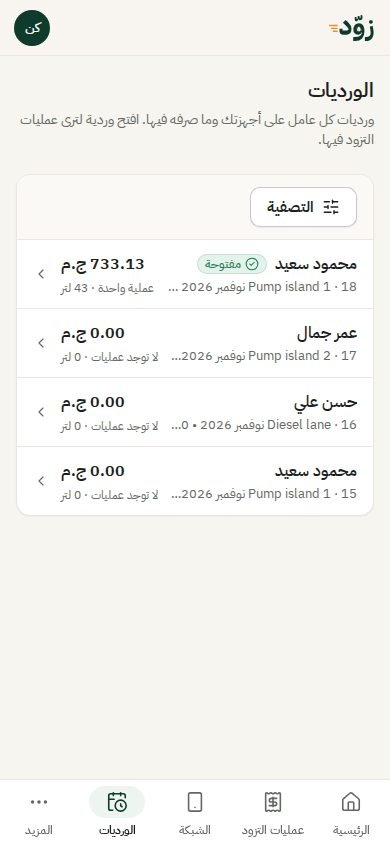 زوّد
كن
الورديات
ورديات كل عامل على أجهزتك وما صرفه فيها. افتح وردية لترى عمليات
التزود فيها.
التصفية
محمود سعيد مفتوحة 733.13 ج.م
Pump island 1 · 18 نوفمبر 2026 ... عملية واحدة · 43 لتر
عمر جمال 0.00 ج.م
Pump island 2 · 17 نوفمبر 2026... لا توجد عمليات · 0 لتر
حسن علي 0.00 ج.م
Diesel lane · 16 نوفمبر 2026 • 0... لا توجد عمليات · 0 لتر
محمود سعيد 0.00 ج.م
Pump island 1 · 15 نوفمبر 2026... لا توجد عمليات · 0 لتر
الرئيسية عمليات التزود الشبكة الورديات المزيد